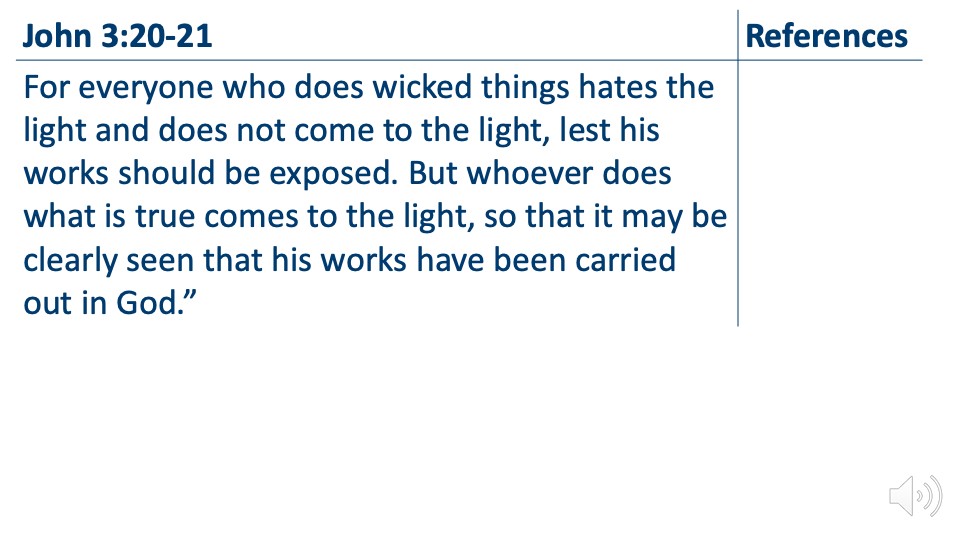 John 3:20-21
References
For everyone who does wicked things hates the
light and does not come to the light, lest his
works should be exposed. But whoever does
what is true comes to the light, so that it may be
clearly seen that his works have been carried
out in God.”